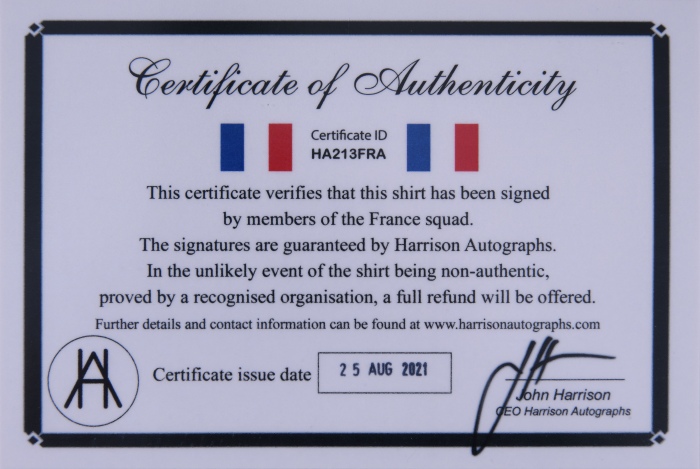 Certificate of Authenticity
Certificate ID
HA213FRA
This certificate verifies that this shirt has been signed
by members of the France squad.
The signatures are guaranteed by Harrison Autographs.
In the unlikely event of the shirt being non-authentic,
proved by a recognised organisation, a full refund will be offered.
Further details and contact information can be found at www.harrisonautographs.com
Certificate issue date 25 AUG 2021
John Harrison
CEO Harrison Autographs